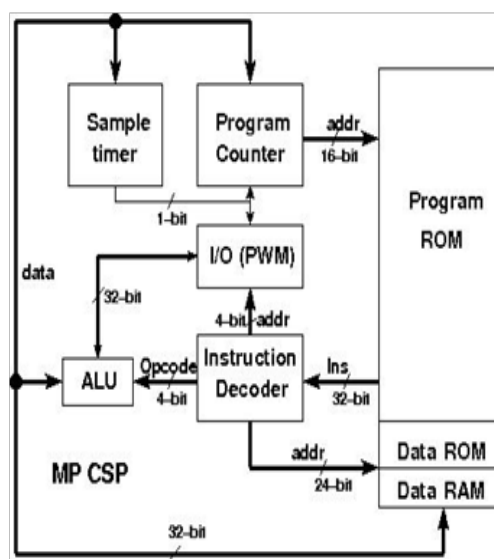 Sample
timer
Program
Counter
addr
16-bit
Program
ROM
1-bit
I/O (PWM)
data
32-bit
4-bit addr
ALU
Opcode
4-bit
Instruction
Decoder
Ins
32-bit
Data ROM
addr
24-bit
Data RAM
MP CSP
32-bit